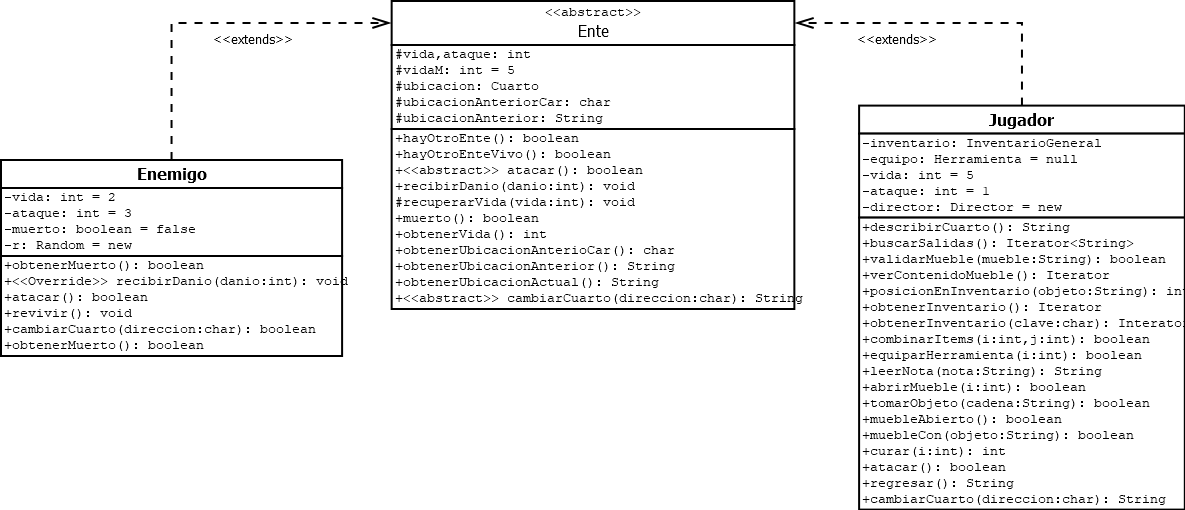 <<extends>>
<<abstract>>
Ente
#vida,ataque: int
#vidaM: int = 5
#ubicacion: Cuarto
#ubicacionAnteriorCar: char
#ubicacionAnterior: String
+hayOtroEnte(): boolean
+hayOtroEnteVivo(): boolean
+<<abstract>> atacar(): boolean
+recibirDanio(danio:int): void
#recuperarVida(vida:int): void
+muerto(): boolean
+obtenerVida(): int
+obtenerUbicacionAnterioCar(): char
+obtenerUbicacionAnterior(): String
+obtenerUbicacionActual(): String
+<<abstract>> cambiarCuarto(direccion:char): String
<<extends>>
Enemigo
-vida: int = 2
-ataque: int = 3
-muerto: boolean = false
-r: Random = new
+obtenerMuerto(): boolean
+<<Override>> recibirDanio(danio:int): void
+atacar(): boolean
+revivir(): void
+cambiarCuarto(direccion:char): boolean
+obtenerMuerto(): boolean
Jugador
-inventario: InventarioGeneral
-equipo: Herramienta = null
-vida: int = 5
-ataque: int = 1
-director: Director = new
+describirCuarto(): String
+buscarSalidas(): Iterator<String>
+validarMueble(mueble:String): boolean
+verContenidoMueble(): Iterator
+posicionEnInventario(objeto:String): int
+obtenerInventario(): Iterator
+obtenerInventario(clave:char): Interator
+combinarItems(i:int,j:int): boolean
+equiparHerramienta(i:int): boolean
+leerNota(nota:String): String
+abrirMueble(i:int): boolean
+tomarObjeto(cadena:String): boolean
+muebleAbierto(): boolean
+muebleCon(objeto:String): boolean
+curar(i:int): int
+atacar(): boolean
+regresar(): String
+cambiarCuarto(direccion:char): String